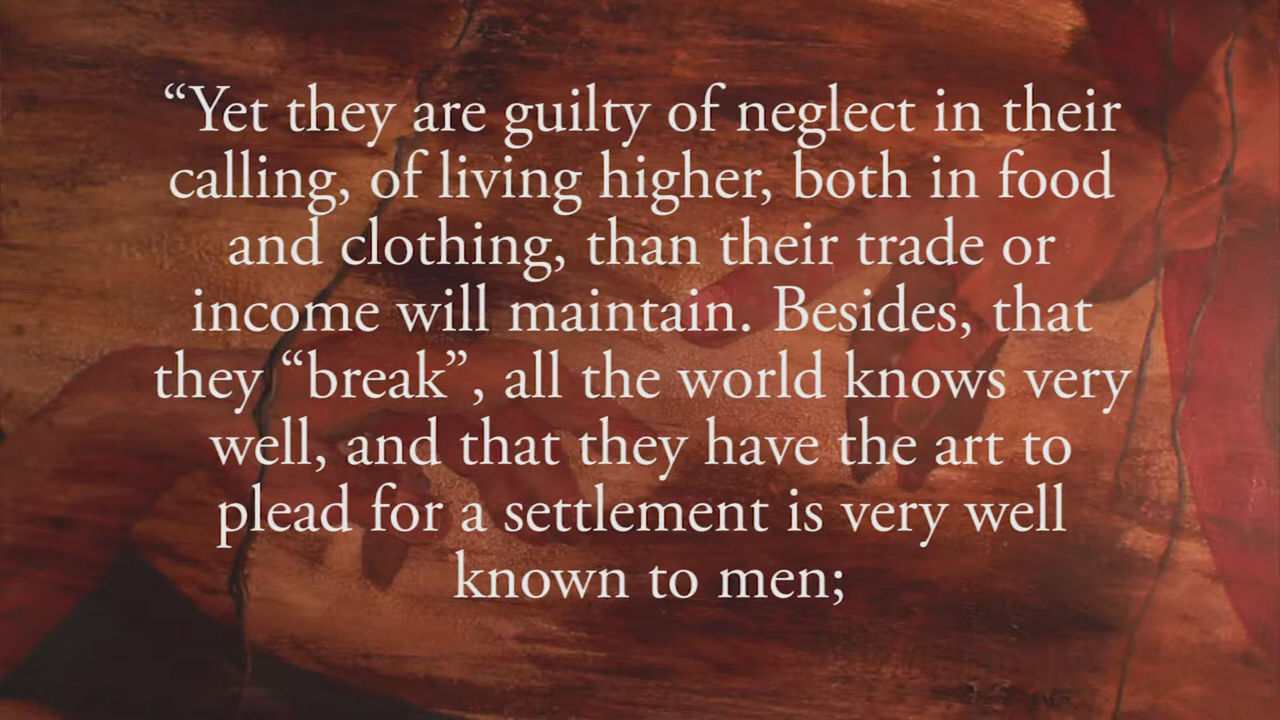 “Yet they are guilty of neglect in their
calling, of living higher, both in food
and clothing, than their trade or
income will maintain. Besides, that
they “break”, all the world knows very
well, and that they have the art to
plead for a settlement is very well
known to men;